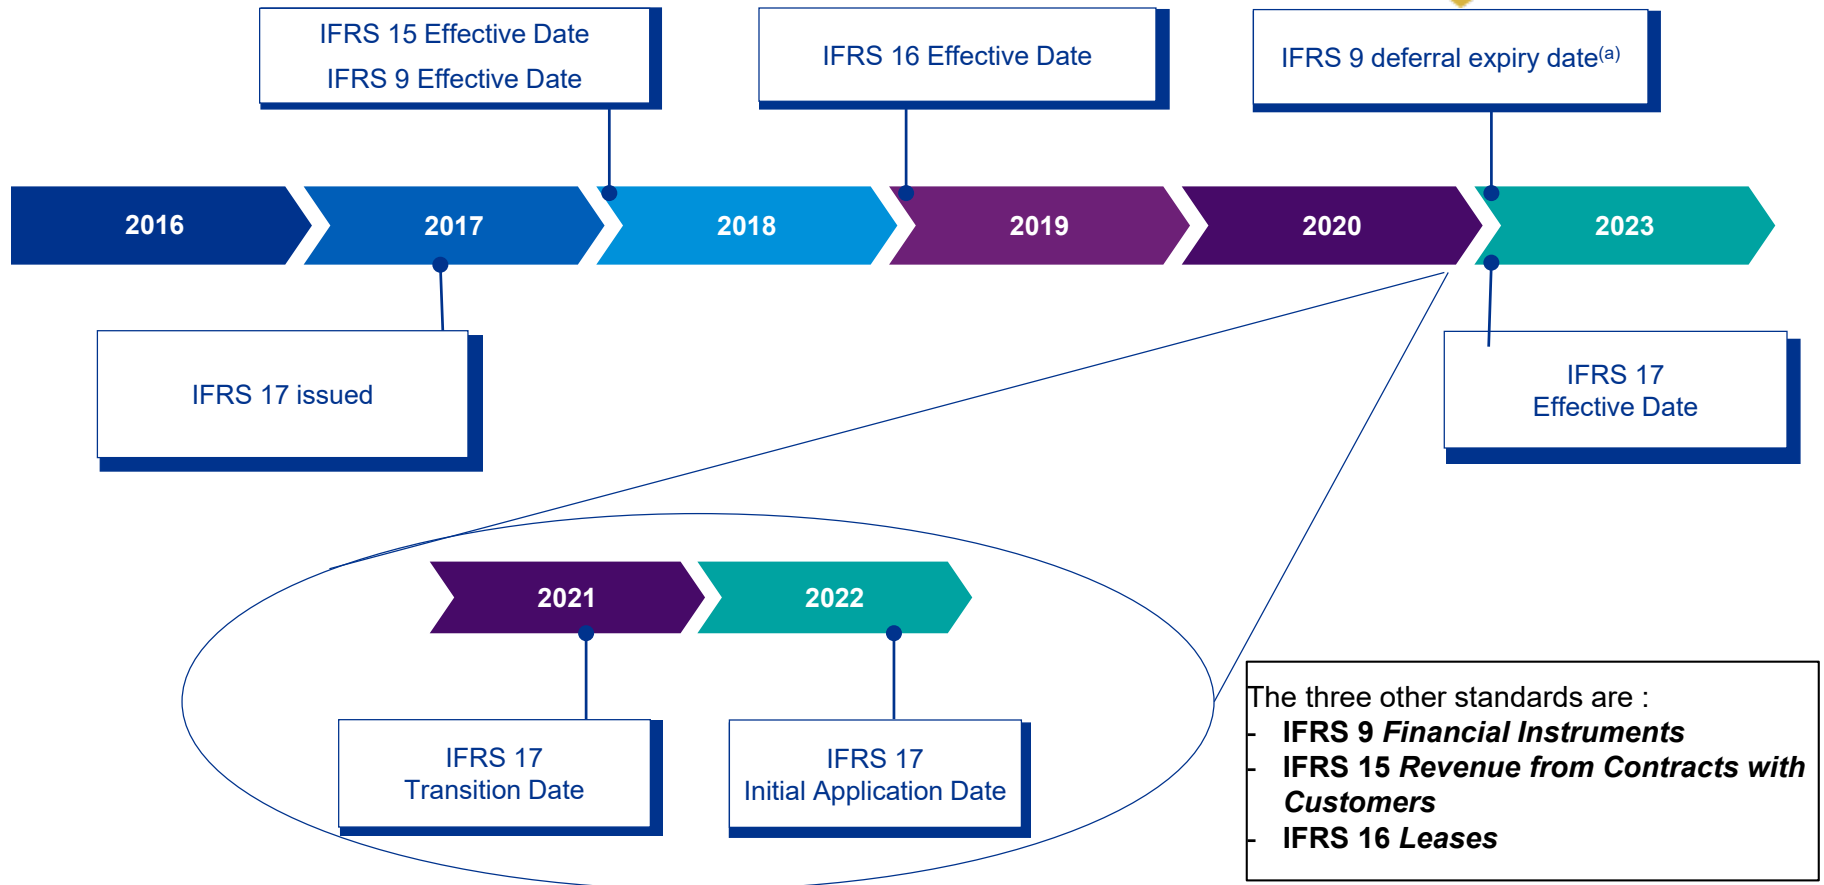 IFRS 15 Effective Date
IFRS 9 Effective Date
IFRS 16 Effective Date
IFRS 9 deferral expiry date(a)
2016
2017
2018
2019
2020
2023
IFRS 17 issued
IFRS 17
Effective Date
2021
2022
IFRS 17
Transition Date
IFRS 17
Initial Application Date
The three other standards are :
- IFRS 9 Financial Instruments
- IFRS 15 Revenue from Contracts with
Customers
- IFRS 16 Leases